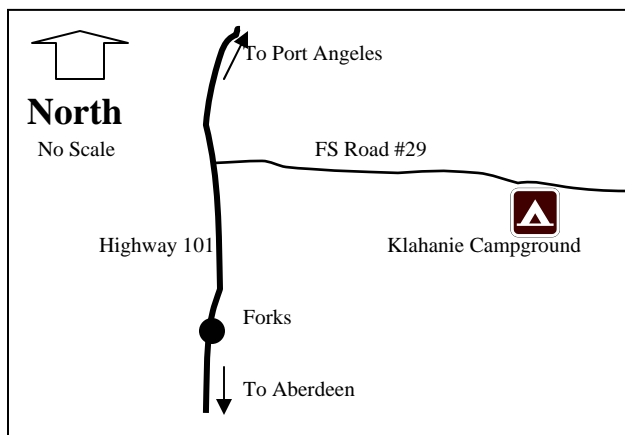 To Port Angeles
North
No Scale
FS Road #29
Highway 101
Klahanie Campground
Forks
To Aberdeen